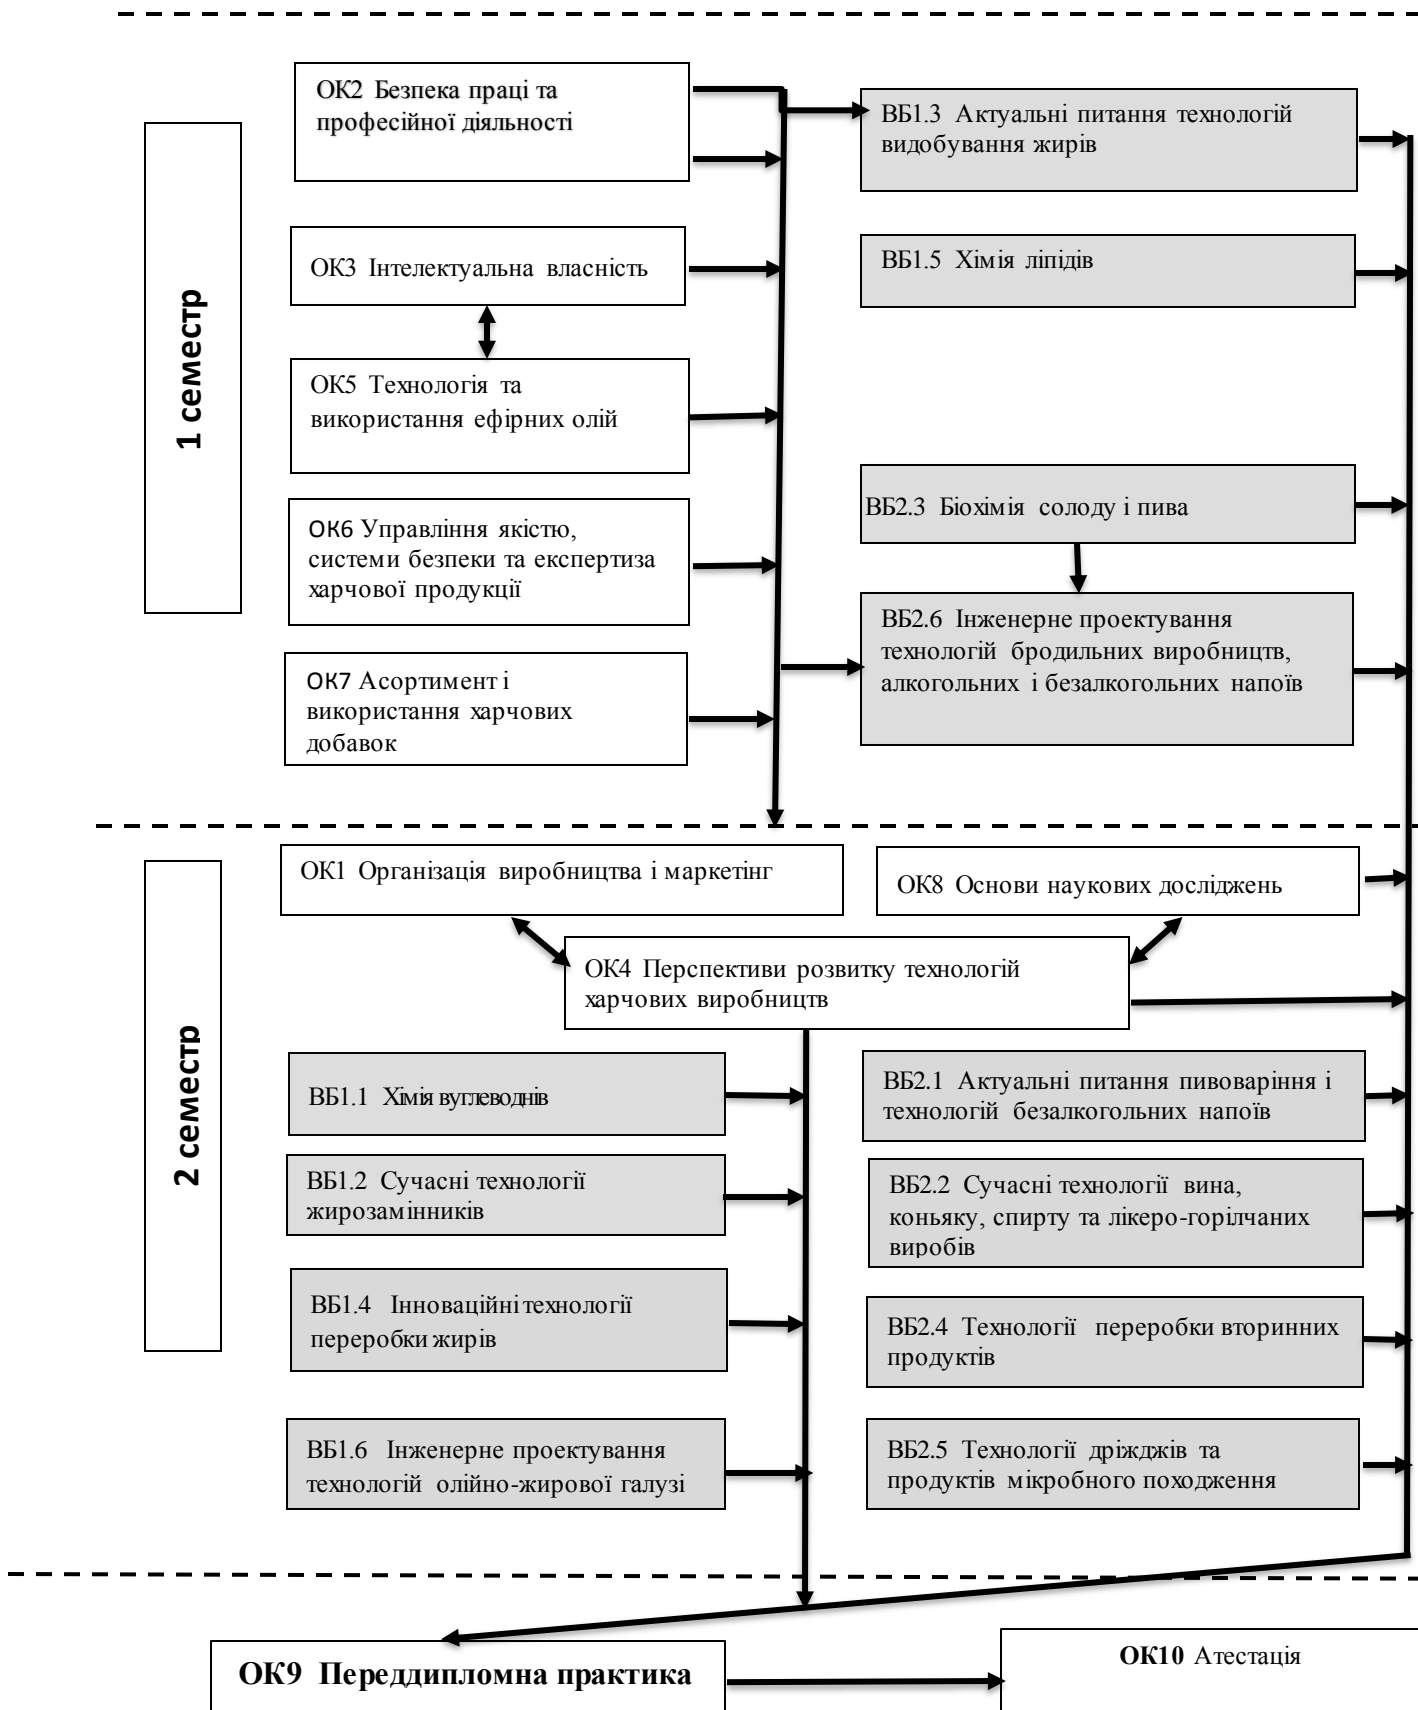 1 семестр
ОК2 Безпека праці та
професійної діяльності
ОК3 Інтелектуальна власність
ОК5 Технологія та
використання ефірних олій
ОК6 Управління якістю,
системи безпеки та експертиза
харчової продукції
ОК7 Асортимент і
використання харчових
добавок
ВБ1.3 Актуальні питання технологій
видобування жирів
ВБ1.5 Хімія ліпідів
ВБ2.3 Біохімія солоду і пива
ВБ2.6 Інженерне проектування
технологій бродильних виробництв,
алкогольних і безалкогольних напоїв
2 семестр
ОК1 Організація виробництва і маркетінг
ОК8 Основи наукових досліджень
ОК4 Перспективи розвитку технологій
харчових виробництв
ВБ1.1 Хімія вуглеводнів
ВБ1.2 Сучасні технології
жирозамінників
ВБ1.4 Інноваційні технології
переробки жирів
ВБ1.6 Інженерне проектування
технологій олійно-жирової галузі
ВБ2.1 Актуальні питання пивоваріння і
технологій безалкогольних напоїв
ВБ2.2 Сучасні технології вина,
коньяку, спирту та лікеро-горілчаних
виробів
ВБ2.4 Технології переробки вторинних
продуктів
ВБ2.5 Технології дріжджів та
продуктів мікробного походження
ОК9 Переддипломна практика
ОК10 Атестація